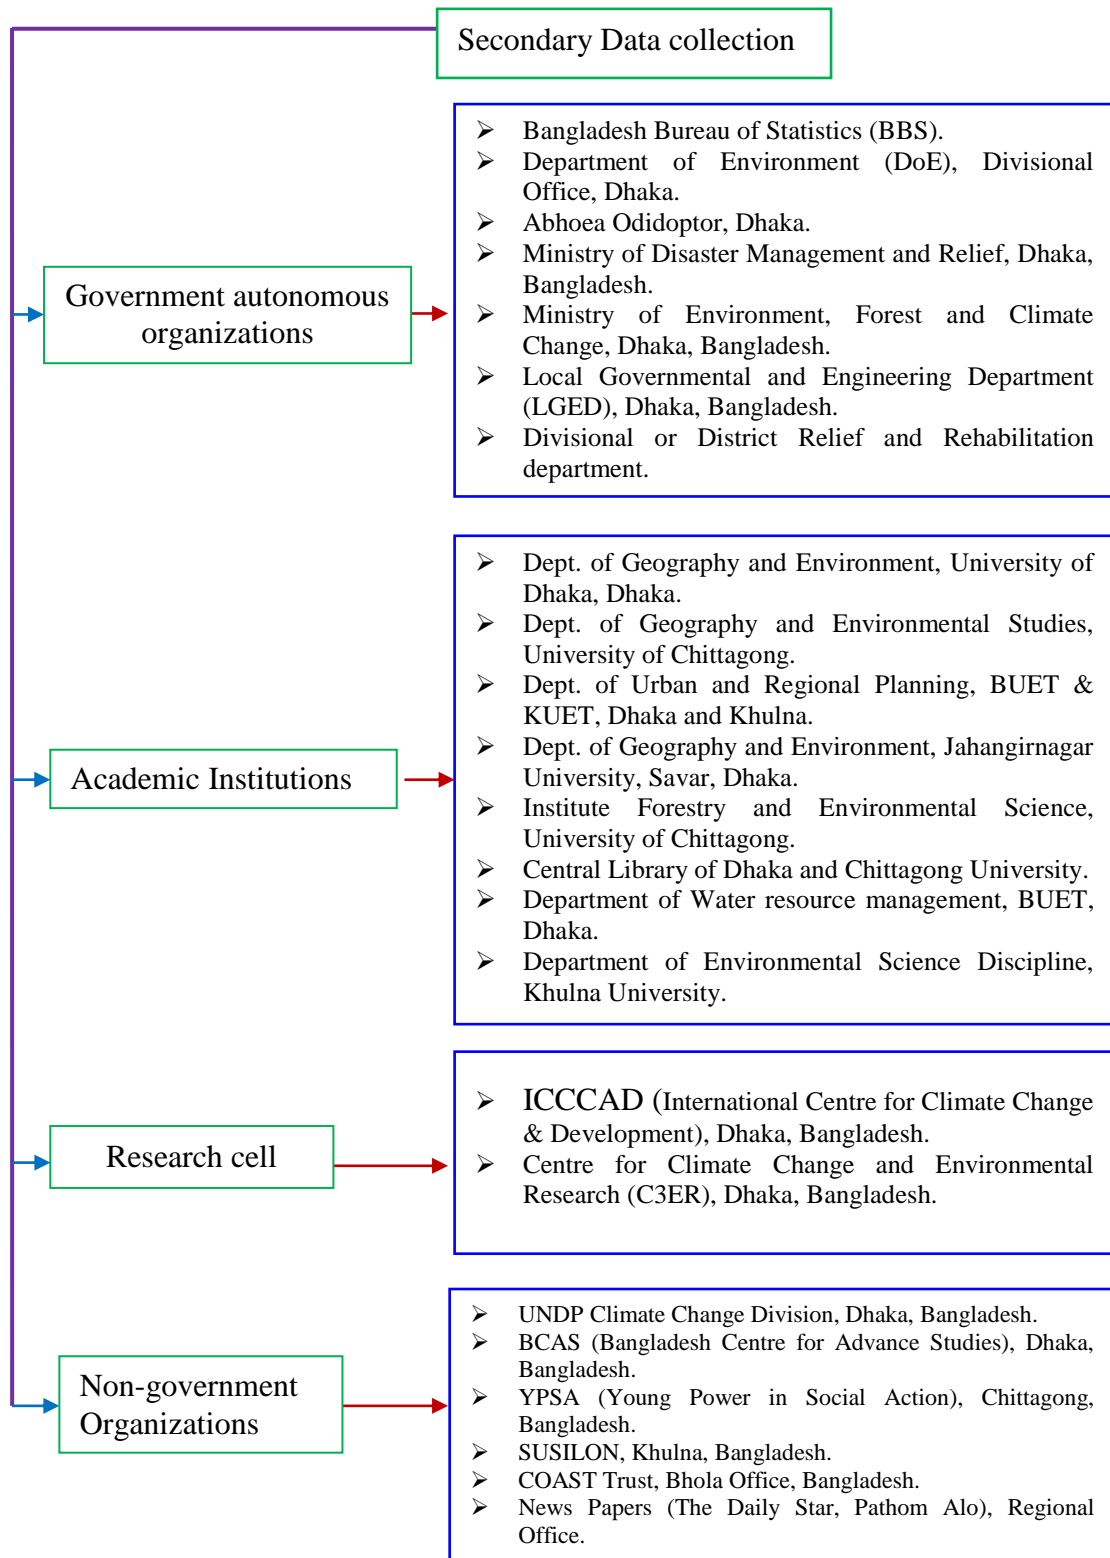 Secondary Data collection
➢ Bangladesh Bureau of Statistics (BBS).
➢ Department of Environment (DoE), Divisional
Office, Dhaka.
➢ Abhoea Odidoptor, Dhaka.
➢ Ministry of Disaster Management and Relief, Dhaka,
Bangladesh.
➢ Ministry of Environment, Forest and Climate
Change, Dhaka, Bangladesh.
➢ Local Governmental and Engineering Department
(LGED), Dhaka, Bangladesh.
➢ Divisional or District Relief and Rehabilitation
department.
Government autonomous
organizations
➢ Dept. of Geography and Environment, University of
Dhaka, Dhaka.
➢ Dept. of Geography and Environmental Studies,
University of Chittagong.
➢ Dept. of Urban and Regional Planning, BUET &
KUET, Dhaka and Khulna.
➢ Dept. of Geography and Environment, Jahangirnagar
University, Savar, Dhaka.
➢ Institute Forestry and Environmental Science,
University of Chittagong.
➢ Central Library of Dhaka and Chittagong University.
➢ Department of Water resource management, BUET,
Dhaka.
➢ Department of Environmental Science Discipline,
Khulna University.
Academic Institutions
➢ ICCCAD (International Centre for Climate Change
& Development), Dhaka, Bangladesh.
➢ Centre for Climate Change and Environmental
Research (C3ER), Dhaka, Bangladesh.
Research cell
➢ UNDP Climate Change Division, Dhaka, Bangladesh.
➢ BCAS (Bangladesh Centre for Advance Studies), Dhaka,
Bangladesh.
➢ YPSA (Young Power in Social Action), Chittagong,
Bangladesh.
➢ SUSILON, Khulna, Bangladesh.
➢ COAST Trust, Bhola Office, Bangladesh.
➢ News Papers (The Daily Star, Pathom Alo), Regional
Office.
Non-government
Organizations